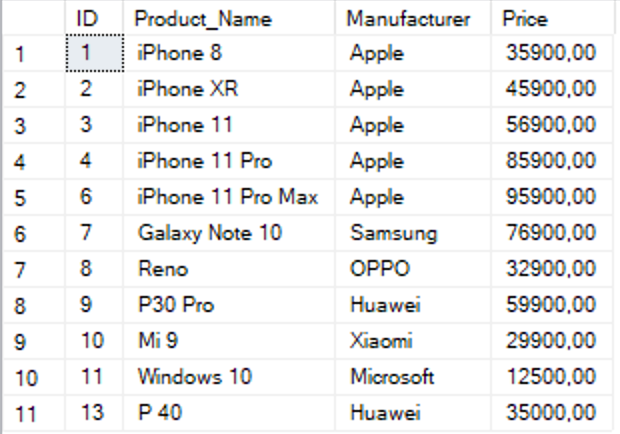 ID Product_Name Manufacturer Price
1 1 iPhone 8 Apple 35900,00
2 2 iPhone XR Apple 45900,00
3 3 iPhone 11 Apple 56900,00
4 4 iPhone 11 Pro Apple 85900,00
5 6 iPhone 11 Pro Max Apple 95900,00
6 7 Galaxy Note 10 Samsung 76900,00
7 8 Reno OPPO 32900,00
8 9 P30 Pro Huawei 59900,00
9 10 Mi 9 Xiaomi 29900,00
10 11 Windows 10 Microsoft 12500,00
11 13 P 40 Huawei 35000,00